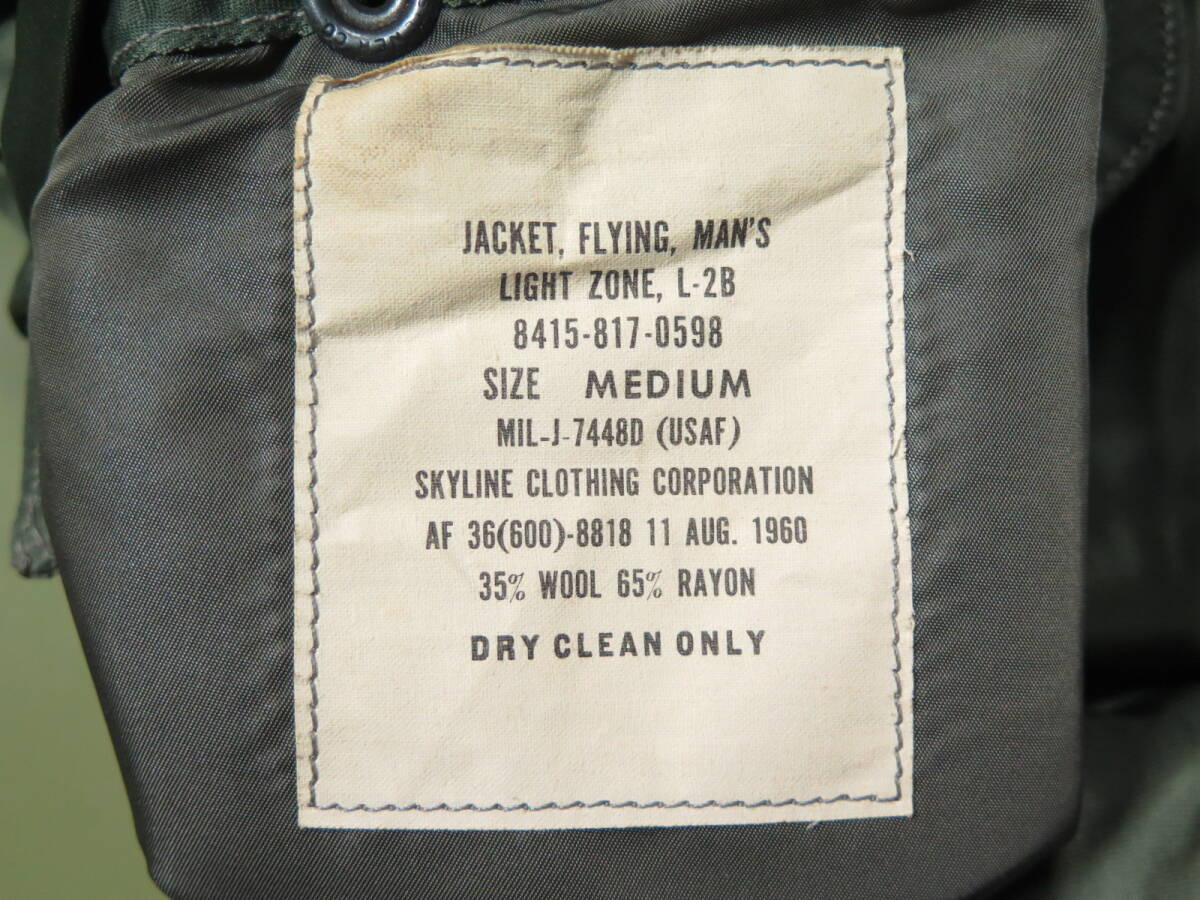 JACKET, FLYING, MAN'S
LIGHT ZONE, L-2B
8415-817-0598
SIZE MEDIUM
MIL-J-7448D (USAF)
SKYLINE CLOTHING CORPORATION
AF 36(600)-8818 11 AUG. 1960
35% WOOL 65% RAYON
DRY CLEAN ONLY